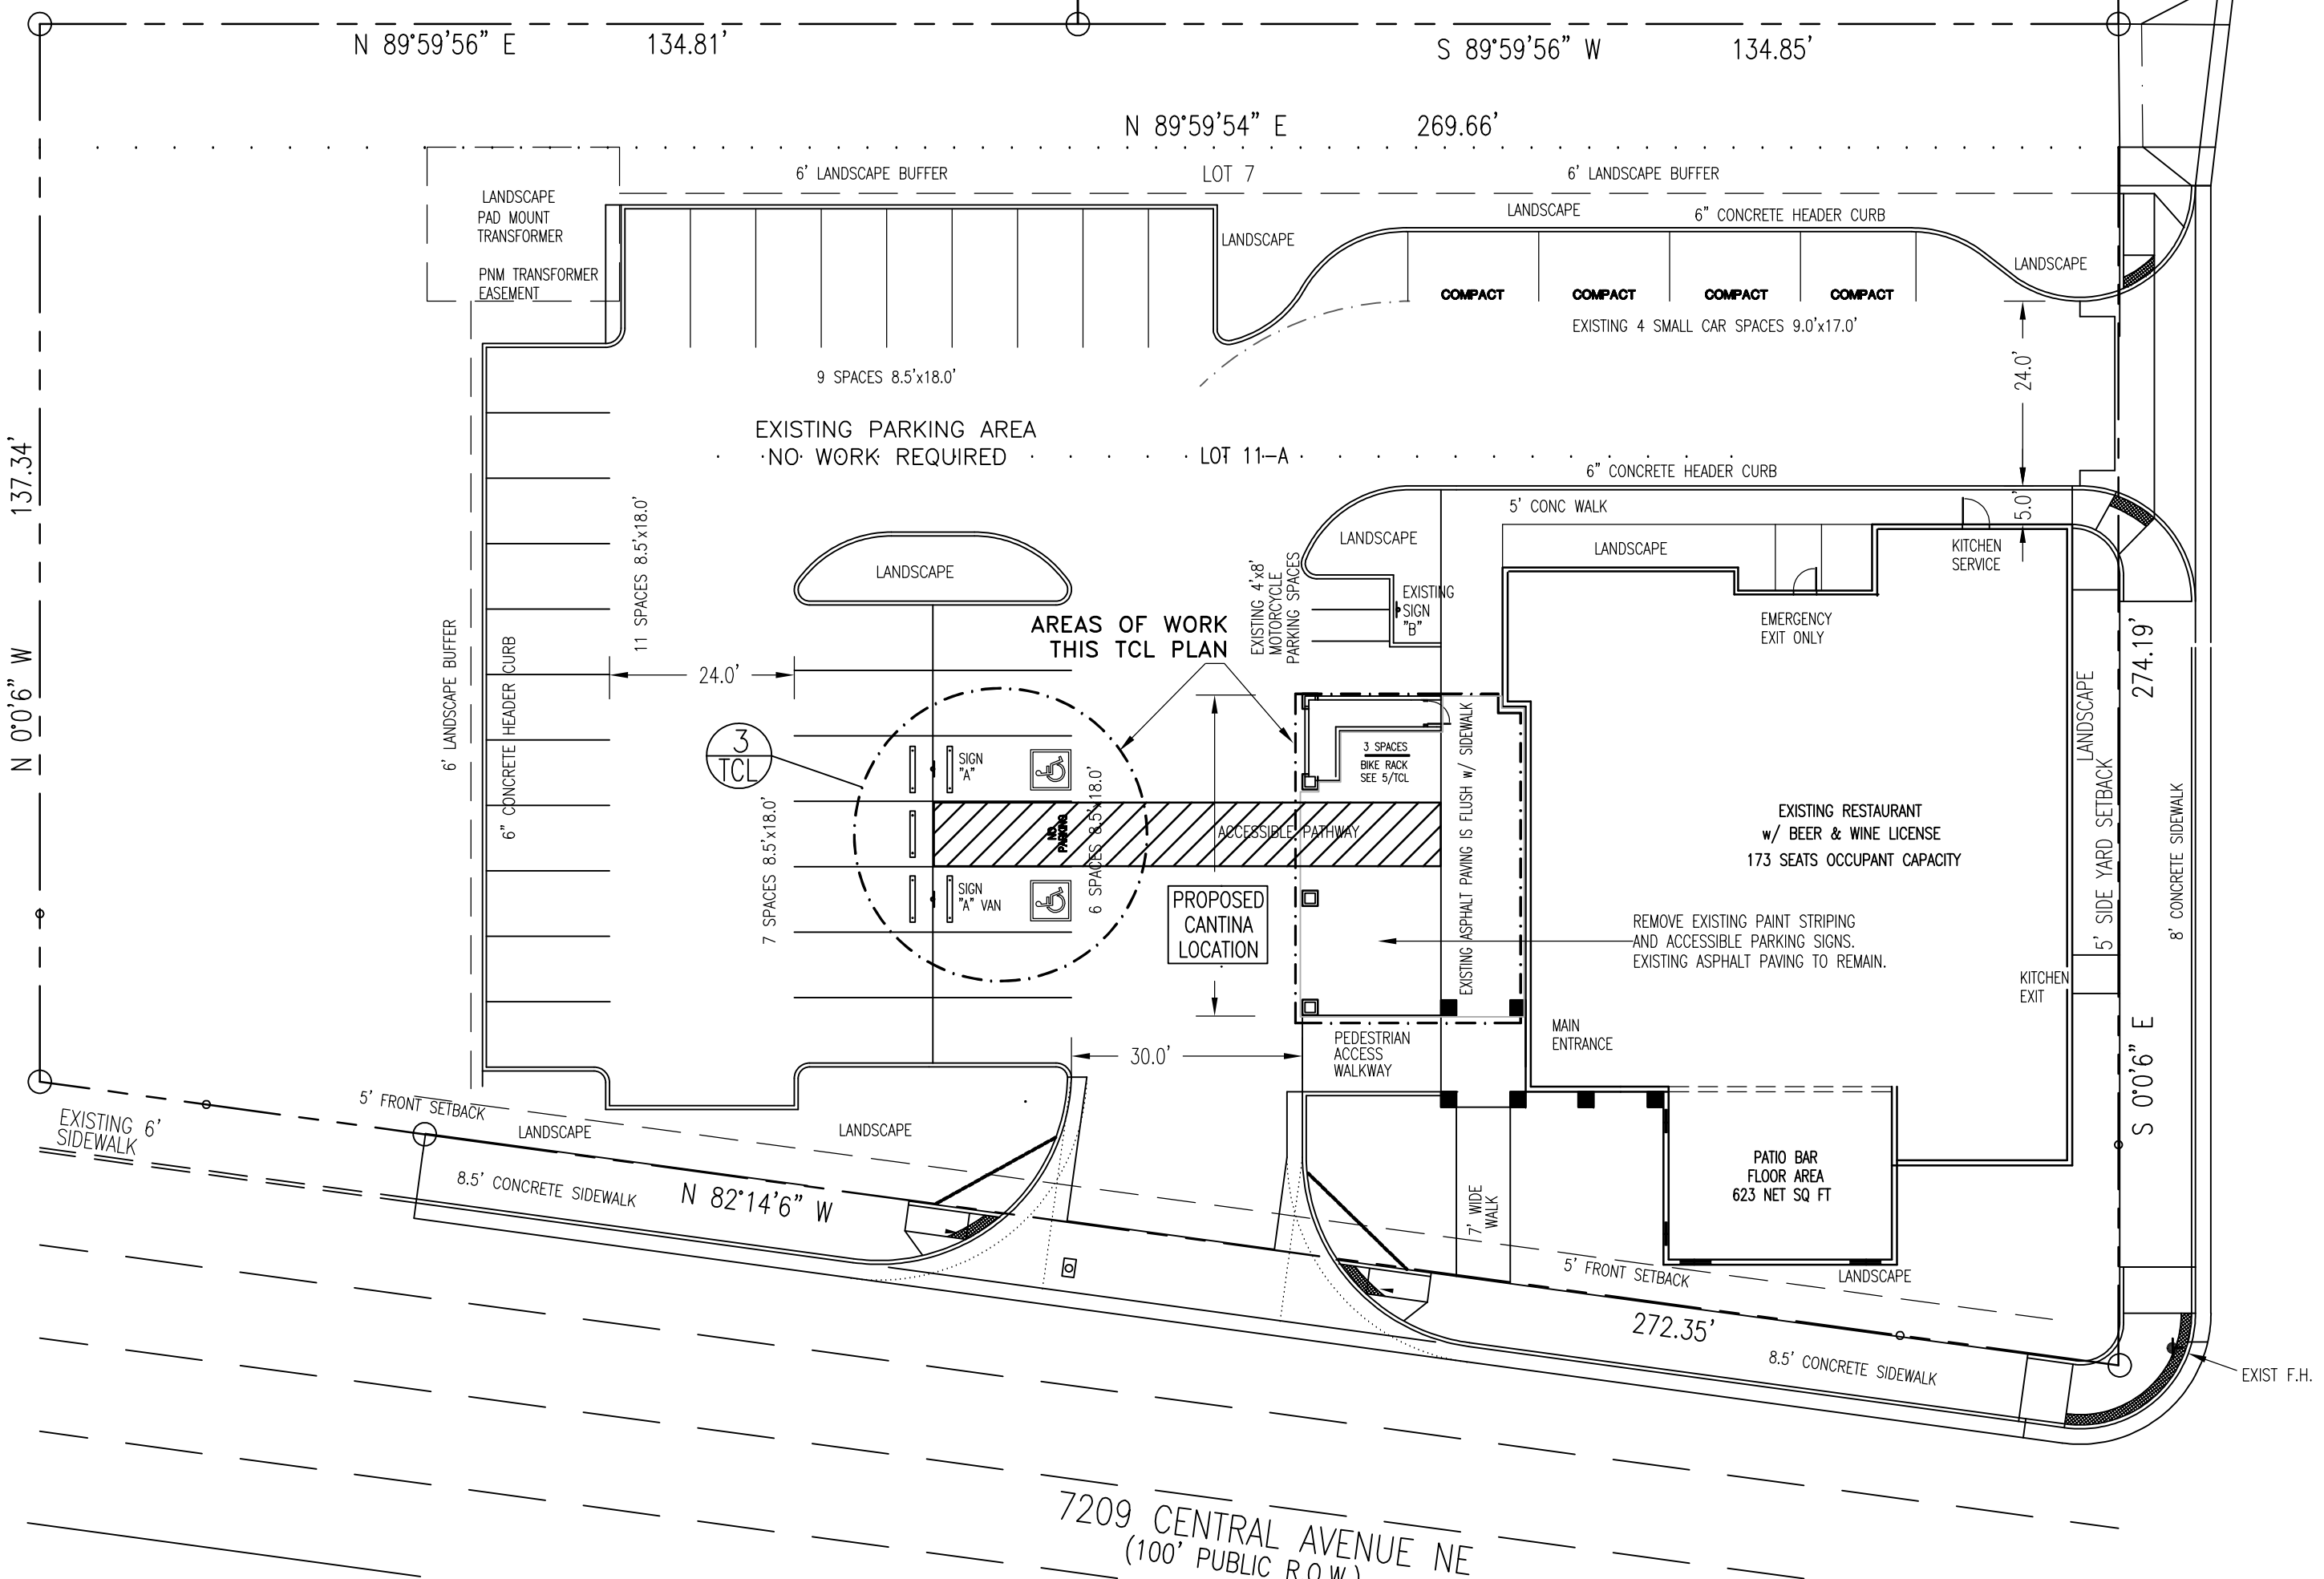 N 89°59'56" E 134.81'
S 89°59'56" W 134.85'
N 89°59'54" E 269.66'
6' LANDSCAPE BUFFER
LOT 7
6' LANDSCAPE BUFFER
LANDSCAPE
PAD MOUNT
TRANSFORMER
PNM TRANSFORMER
EASEMENT
LANDSCAPE
LANDSCAPE
6" CONCRETE HEADER CURB
LANDSCAPE
COMPACT
COMPACT
COMPACT
COMPACT
EXISTING 4 SMALL CAR SPACES 9.0'x17.0'
9 SPACES 8.5'x18.0'
24.0'
EXISTING PARKING AREA
NO WORK REQUIRED
LOT 11-A
6" CONCRETE HEADER CURB
137.34'
N 0°0'6" W
5' CONC WALK
5.0'
11 SPACES 8.5'x18.0'
LANDSCAPE
LANDSCAPE
LANDSCAPE
KITCHEN
SERVICE
EXISTING 4'x8'
MOTORCYCLE
PARKING SPACES
EXISTING
SIGN
"B"
EMERGENCY
EXIT ONLY
AREAS OF WORK
THIS TCL PLAN
6' LANDSCAPE BUFFER
6" CONCRETE HEADER CURB
24.0'
274.19'
LANDSCAPE
3
TCL
SIGN
"A"
3 SPACES
BIKE RACK
SEE 5/TCL
EXISTING ASPHALT PAVING IS FLUSH w/ SIDEWALK
7 SPACES 8.5'x18.0'
NO
PARKING
6 SPACES 8.5'x18.0'
ACCESSIBLE PATHWAY
EXISTING RESTAURANT
w/ BEER & WINE LICENSE
173 SEATS OCCUPANT CAPACITY
5' SIDE YARD SETBACK
8' CONCRETE SIDEWALK
SIGN
"A" VAN
PROPOSED
CANTINA
LOCATION
REMOVE EXISTING PAINT STRIPING
AND ACCESSIBLE PARKING SIGNS.
EXISTING ASPHALT PAVING TO REMAIN.
KITCHEN
EXIT
MAIN
ENTRANCE
PEDESTRIAN
ACCESS
WALKWAY
30.0'
S 0°0'6" E
5' FRONT SETBACK
EXISTING 6'
SIDEWALK
LANDSCAPE
LANDSCAPE
8.5' CONCRETE SIDEWALK
N 82°14'6" W
PATIO BAR
FLOOR AREA
623 NET SQ FT
7' WIDE
WALK
5' FRONT SETBACK
LANDSCAPE
272.35'
8.5' CONCRETE SIDEWALK
EXIST F.H.
7209 CENTRAL AVENUE NE
(100' PUBLIC R.O.W.)